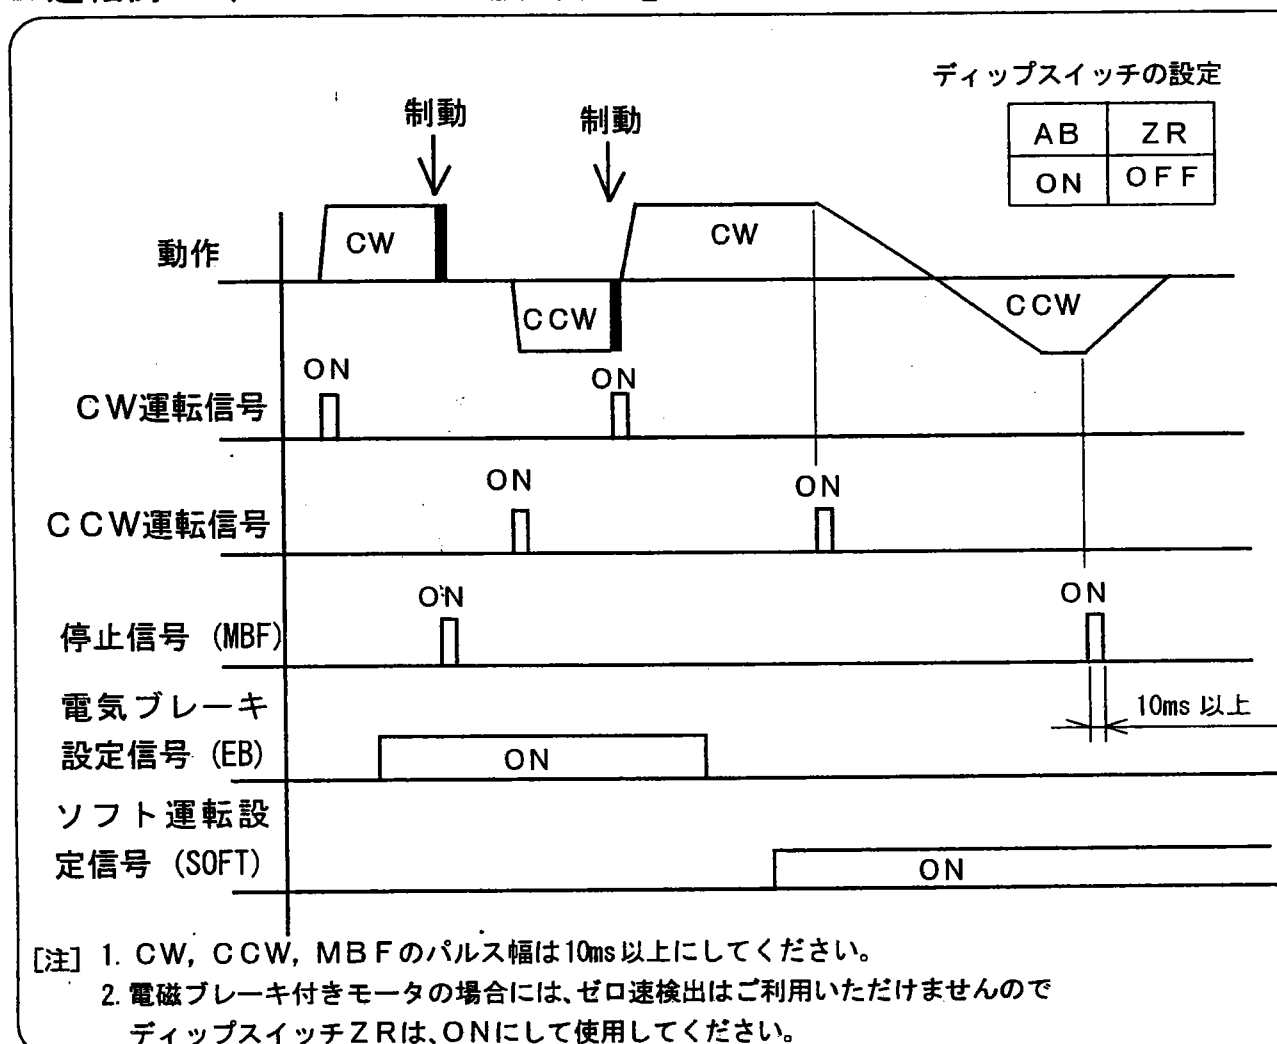 ディップスイッチの設定
AB ZR
ON OFF
制動 制動
動作
CW CCW CW CCW
CW運転信号
ON ON
CCW運転信号
ON ON
停止信号 (MBF)
ON ON
10ms 以上
電気ブレーキ
設定信号 (EB)
ON
ソフト運転設
定信号 (SOFT)
ON
[注] 1. CW, CCW, MBFのパルス幅は10ms以上にしてください。
2. 電磁ブレーキ付きモータの場合には、ゼロ速検出はご利用いただけませんので
ディップスイッチZRは、ONにして使用してください。